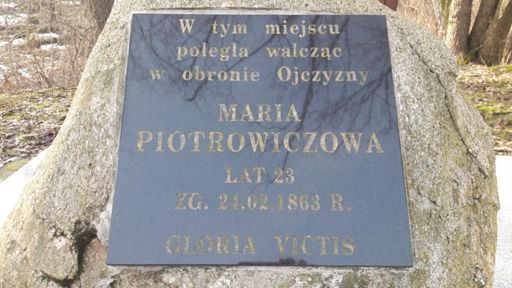 W tym miejscu
poległa walcząc
w obronie Ojczyzny
MARIA
PIOTROWICZOWA
LAT 23
ZG. 24.02.1863 R.
GLORIA VICTIS